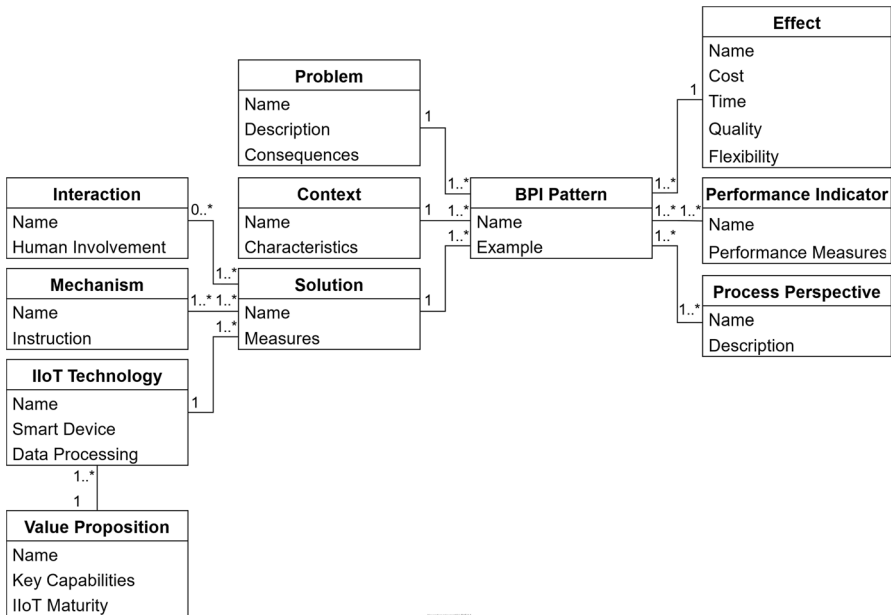 Effect
Name
Cost
Time
Quality
Flexibility
1
1..*
Problem
Name
Description
Consequences
1
1..*
Interaction
Name
Human Involvement
0..*
1..*
Context
Name
Characteristics
1
1..*
BPI Pattern
Name
Example
1..*
1..*
Performance Indicator
Name
Performance Measures
1..*
1..*
Mechanism
Name
Instruction
1..*
1..*
Solution
Name
Measures
1
1..*
Process Perspective
Name
Description
1..*
IIoT Technology
Name
Smart Device
Data Processing
1
1..*
1
Value Proposition
Name
Key Capabilities
IIoT Maturity